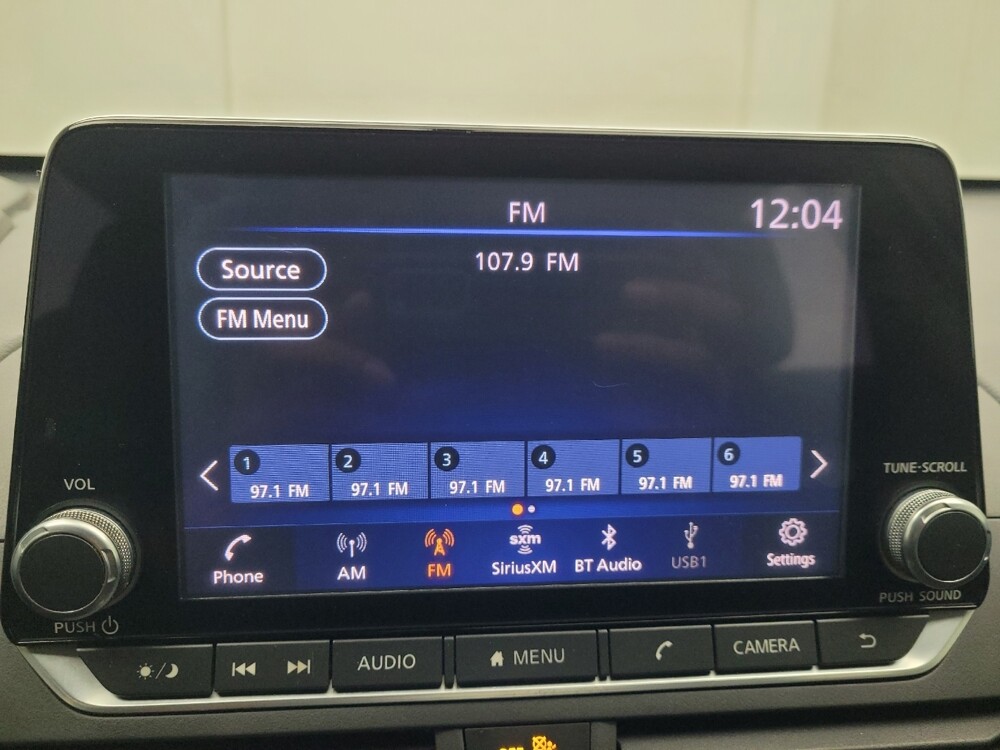 FM
12:04
107.9 FM
Source
FM Menu
1
2
3
4
5
6
97.1 FM
97.1 FM
97.1 FM
97.1 FM
97.1 FM
97.1 FM
sxm
Phone
AM
FM
SiriusXM
BT Audio
USB1
Settings
VOL
PUSH
TUNE·SCROLL
PUSH SOUND
AUDIO
MENU
CAMERA